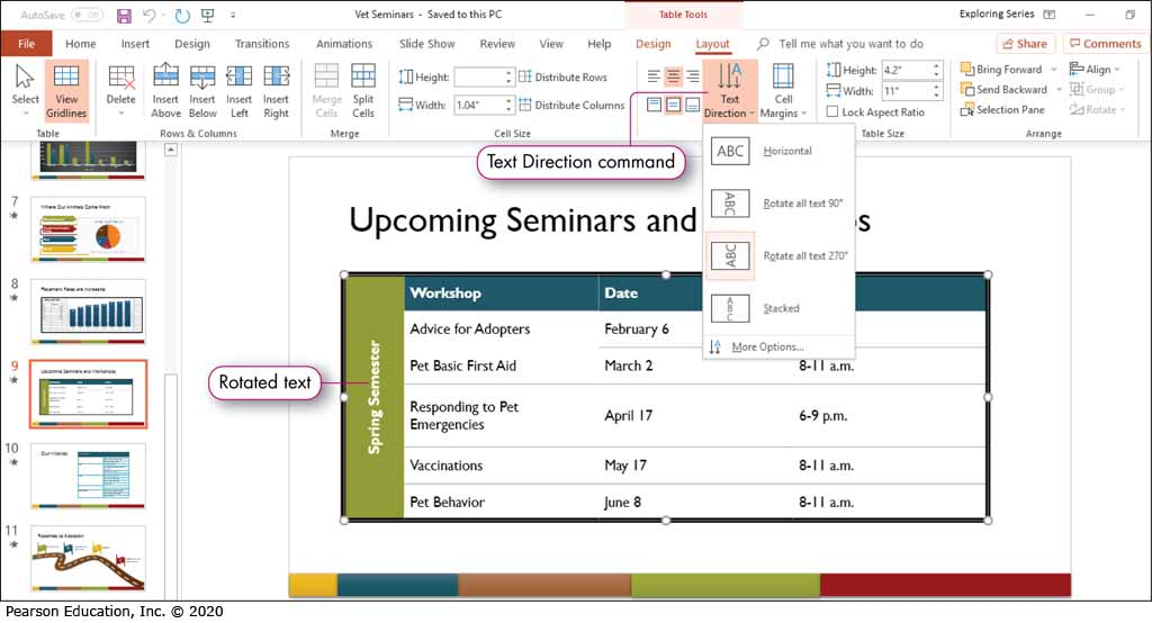 AutoSave Off
Vet Seminars - Saved to this PC
Table Tools
Exploring Series
File Home Insert Design Transitions Animations Slide Show Review View Help Design Layout Tell me what you want to do Share Comments
Select
View Gridlines
Table
Delete
Insert Above
Insert Below
Insert Left
Insert Right
Rows & Columns
Merge Cells
Split Cells
Merge
Height:
Distribute Rows
Width: 1.04"
Distribute Columns
Cell Size
Text Direction
Cell Margins
Height: 4.2"
Width: 11"
Lock Aspect Ratio
Table Size
Bring Forward
Send Backward
Selection Pane
Align
Group
Rotate
Arrange
Text Direction command
ABC Horizontal
ABC Rotate all text 90°
ABC Rotate all text 270°
ABC Stacked
More Options...
7
Where Our Animals Come From
8
Placement Rates are Increasing
9
Upcoming Seminars and Workshops
10
11
Roadmap to Adoption
Upcoming Seminars and
Rotated text
Spring Semester
Workshop Date
Advice for Adopters February 6
Pet Basic First Aid March 2 8-11 a.m.
Responding to Pet
Emergencies April 17 6-9 p.m.
Vaccinations May 17 8-11 a.m.
Pet Behavior June 8 8-11 a.m.
Pearson Education, Inc. © 2020